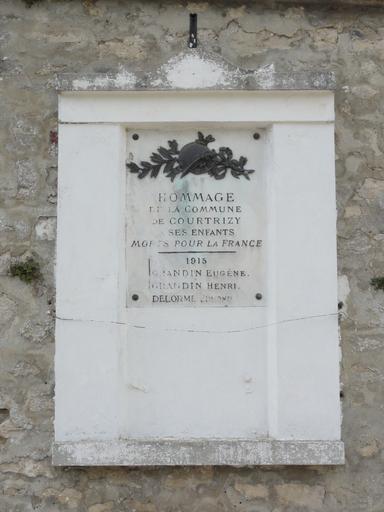 HOMMAGE
DE LA COMMUNE
DE COURTRIZY
A SES ENFANTS
MORTS POUR LA FRANCE
1915
GRANDIN EUGÈNE.
GRANDIN HENRI.
DELORME